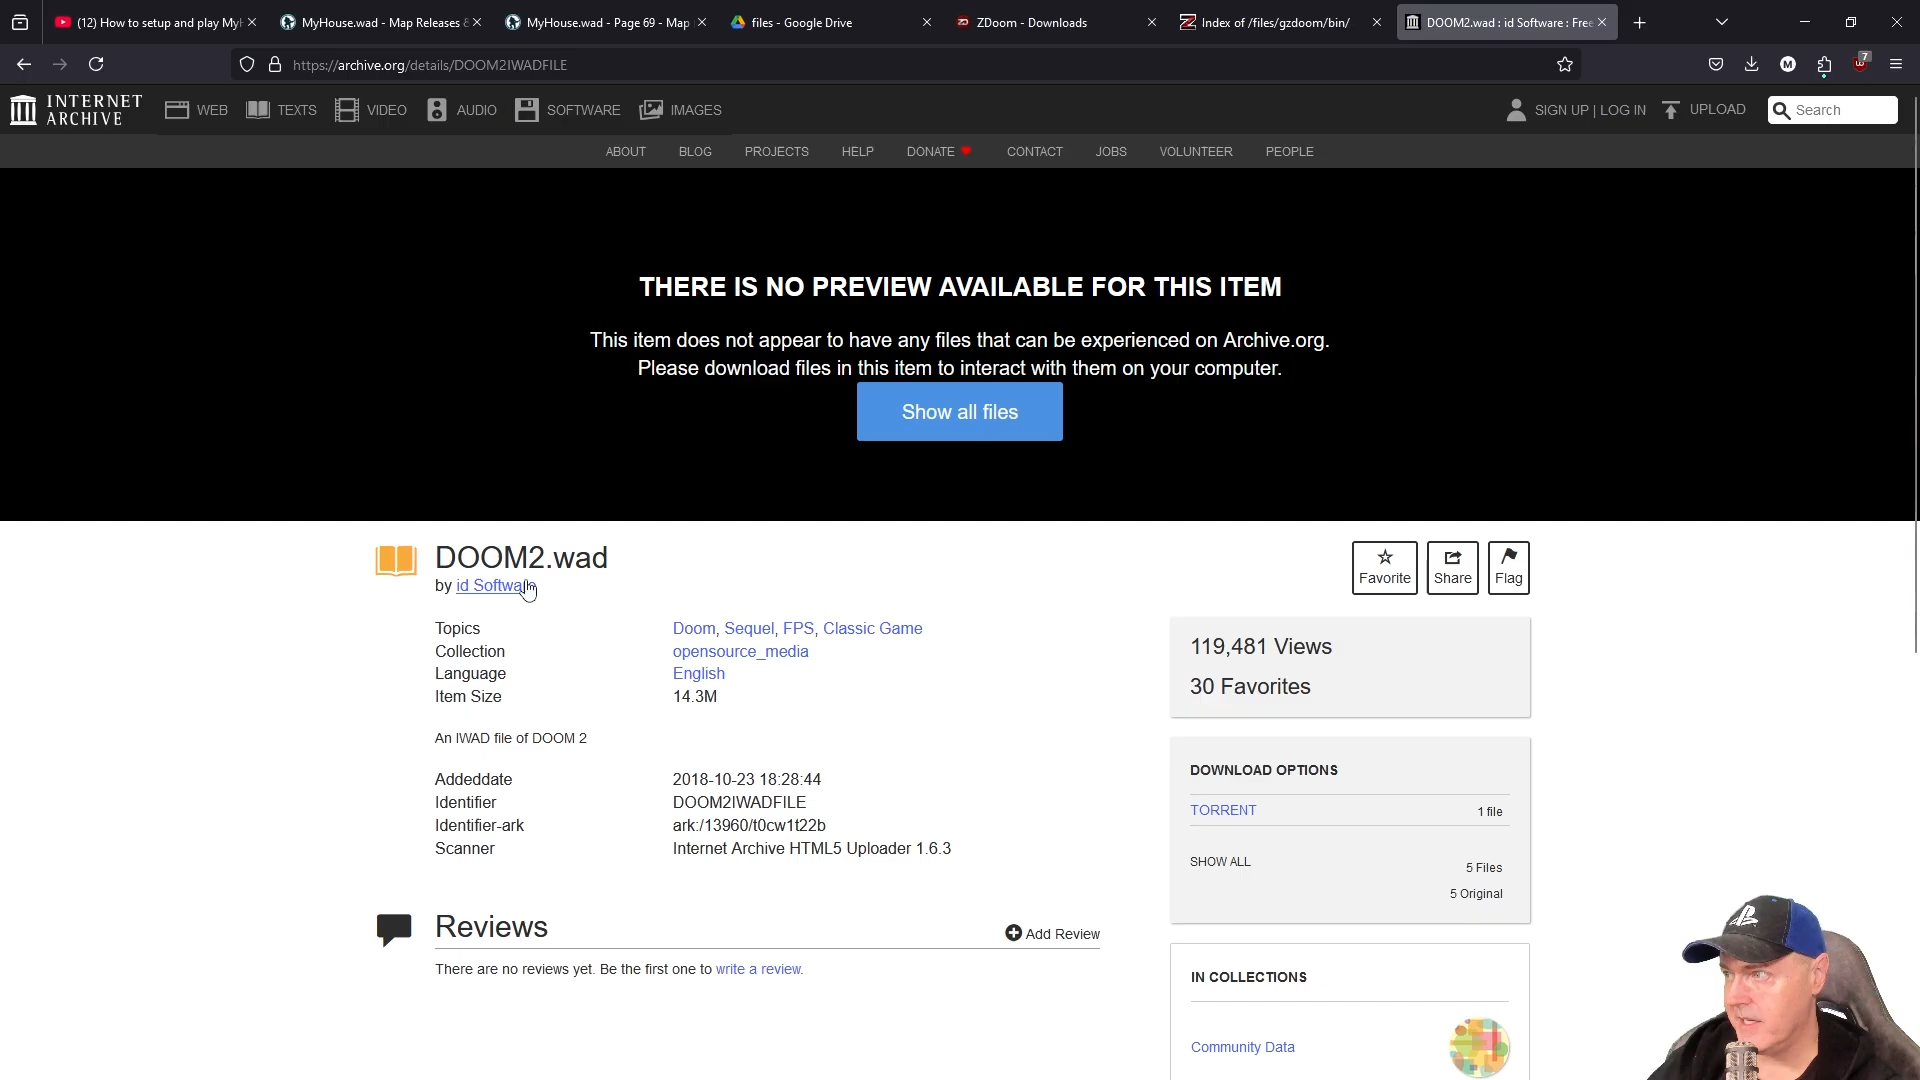 (12) How to setup and play MyH
MyHouse.wad - Map Releases &
MyHouse.wad - Page 69 - Map
files - Google Drive
ZDoom - Downloads
Index of /files/gzdoom/bin/
DOOM2.wad : id Software : Free
https://archive.org/details/DOOM2IWADFILE
M
7
INTERNET ARCHIVE
WEB
TEXTS
VIDEO
AUDIO
SOFTWARE
IMAGES
SIGN UP | LOG IN
UPLOAD
Search
ABOUT
BLOG
PROJECTS
HELP
DONATE
CONTACT
JOBS
VOLUNTEER
PEOPLE
THERE IS NO PREVIEW AVAILABLE FOR THIS ITEM
This item does not appear to have any files that can be experienced on Archive.org.
Please download files in this item to interact with them on your computer.
Show all files
DOOM2.wad
by id Software
Favorite
Share
Flag
Topics Doom, Sequel, FPS, Classic Game
Collection opensource_media
Language English
Item Size 14.3M
An IWAD file of DOOM 2
Addeddate 2018-10-23 18:28:44
Identifier DOOM2IWADFILE
Identifier-ark ark:/13960/t0cw1t22b
Scanner Internet Archive HTML5 Uploader 1.6.3
Reviews
Add Review
There are no reviews yet. Be the first one to write a review.
119,481 Views
30 Favorites
DOWNLOAD OPTIONS
TORRENT 1 file
SHOW ALL 5 Files
5 Original
IN COLLECTIONS
Community Data